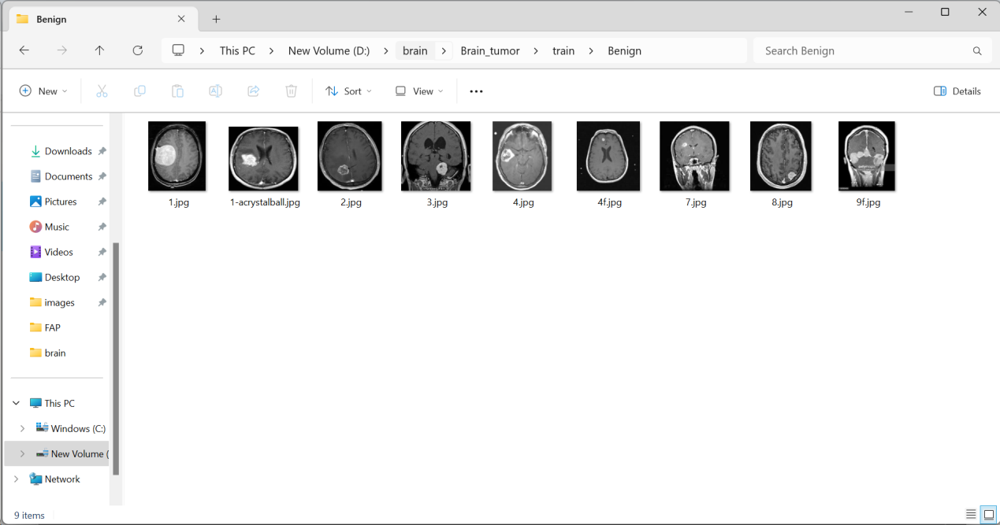 Benign
This PC
New Volume (D:)
brain
Brain_tumor
train
Benign
Search Benign
New
Sort
View
Details
Downloads
Documents
Pictures
Music
Videos
Desktop
images
FAP
brain
This PC
Windows (C:)
New Volume (
Network
1.jpg
1-acrystalball.jpg
2.jpg
3.jpg
4.jpg
4f.jpg
7.jpg
8.jpg
9f.jpg
9 items